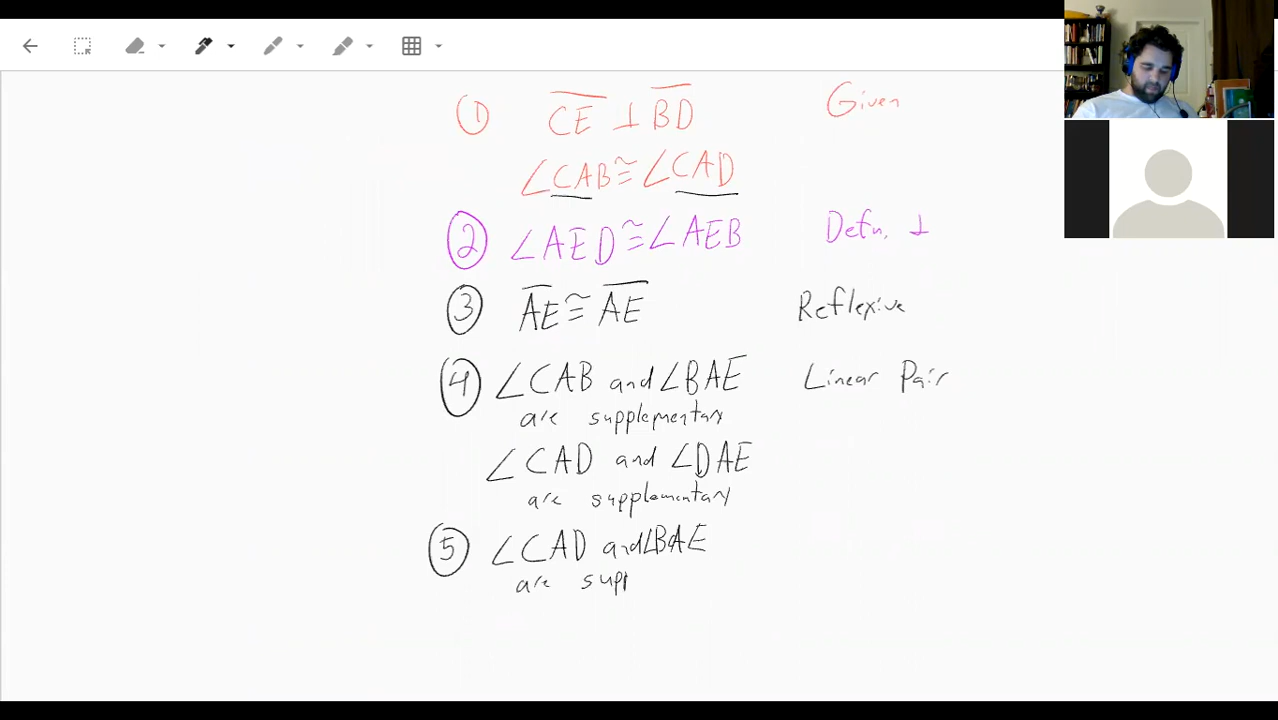 ① CE ⊥ BD Given
∠CAB ≅ ∠CAD
② ∠AED ≅ ∠AEB Defn. ⊥
③ AE ≅ AE Reflexive
④ ∠CAB and ∠BAE Linear Pair
are supplementary
∠CAD and ∠DAE
are supplementary
⑤ ∠CAD and ∠BAE
are supp